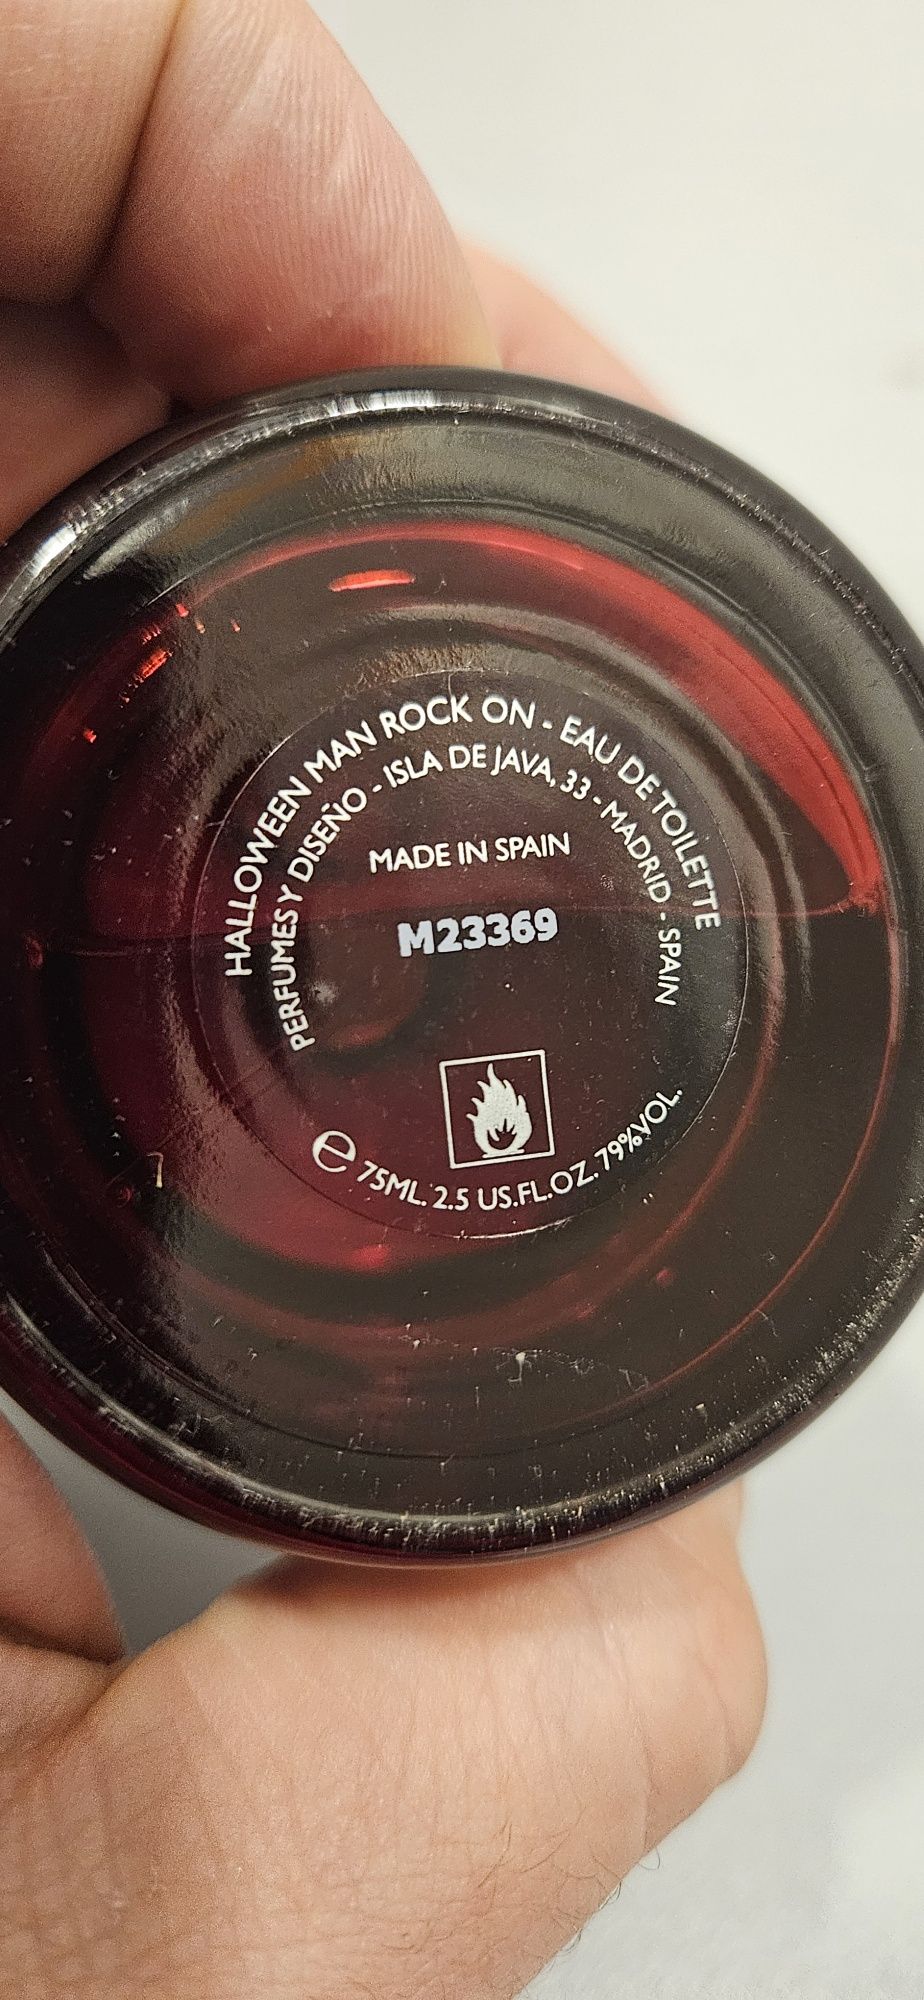 HALLOWEEN MAN ROCK ON - EAU DE TOILETTE
PERFUMES Y DISEÑO - ISLA DE JAVA, 33 - MADRID - SPAIN
MADE IN SPAIN
M23369
e 75ML. 2.5 US.FL.OZ. 79%VOL.